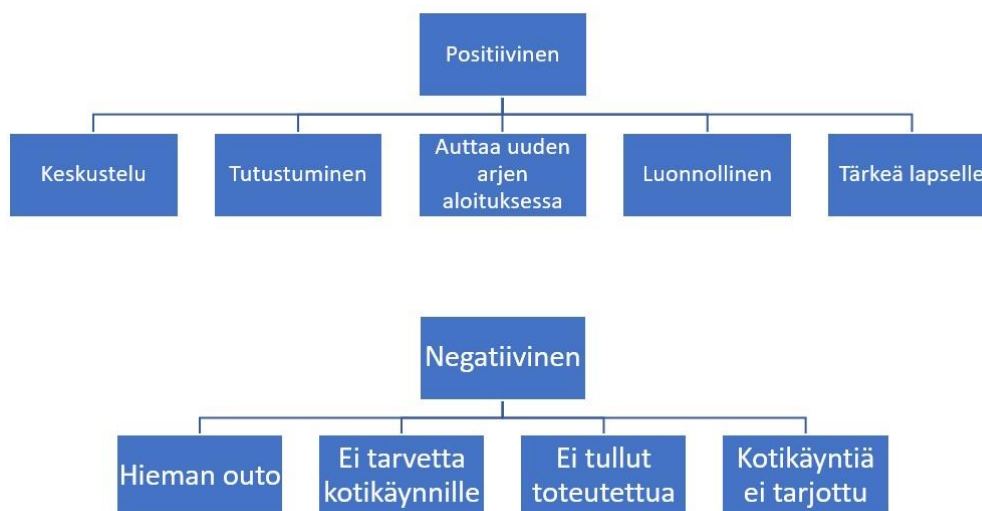 Positiivinen
Keskustelu
Tutustuminen
Auttaa uuden
arjen
aloituksessa
Luonnollinen
Tärkeä lapselle
Negatiivinen
Hieman outo
Ei tarvetta
kotikäynnille
Ei tullut
toteutettua
Kotikäyntiä
ei tarjottu